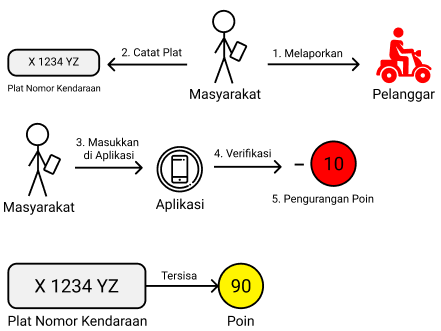 X 1234 YZ
Plat Nomor Kendaraan
2. Catat Plat
Masyarakat
1. Melaporkan
Pelanggar
Masyarakat
3. Masukkan
di Aplikasi
Aplikasi
4. Verifikasi
- 10
5. Pengurangan Poin
X 1234 YZ
Plat Nomor Kendaraan
Tersisa
90
Poin